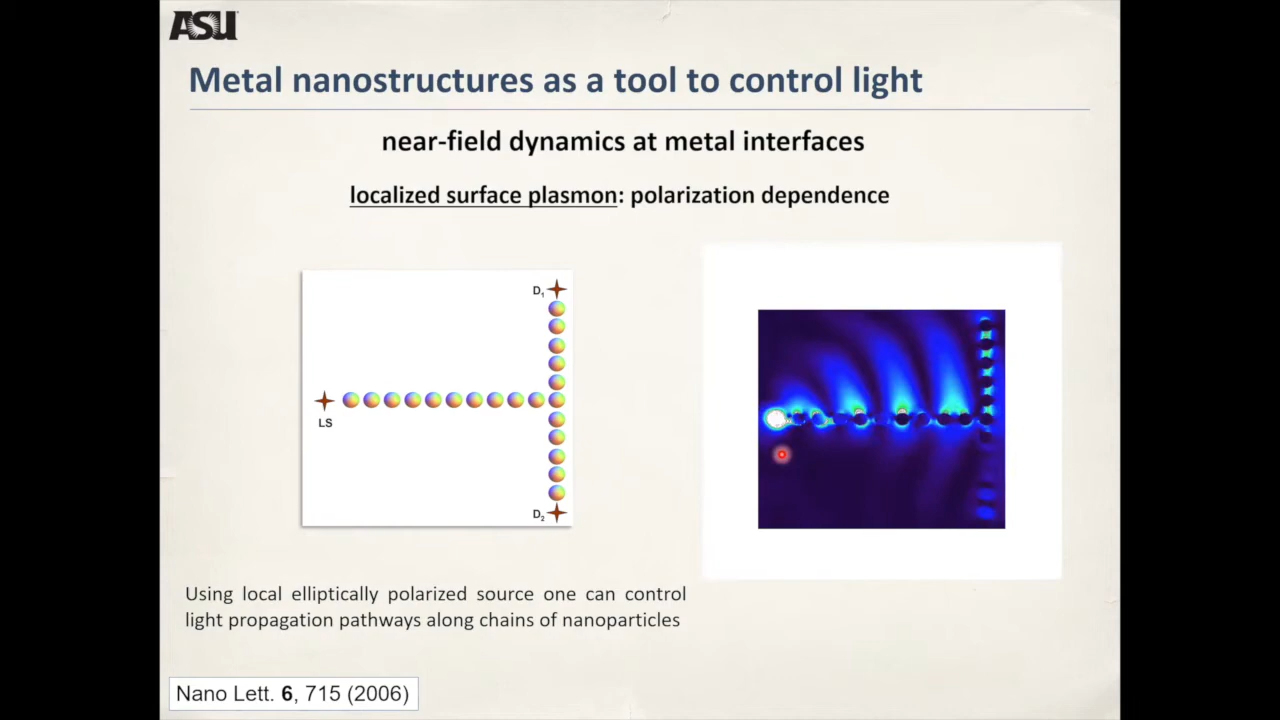 ASU
Metal nanostructures as a tool to control light
near-field dynamics at metal interfaces
localized surface plasmon: polarization dependence
D1
LS
D2
Using local elliptically polarized source one can control
light propagation pathways along chains of nanoparticles
Nano Lett. 6, 715 (2006)